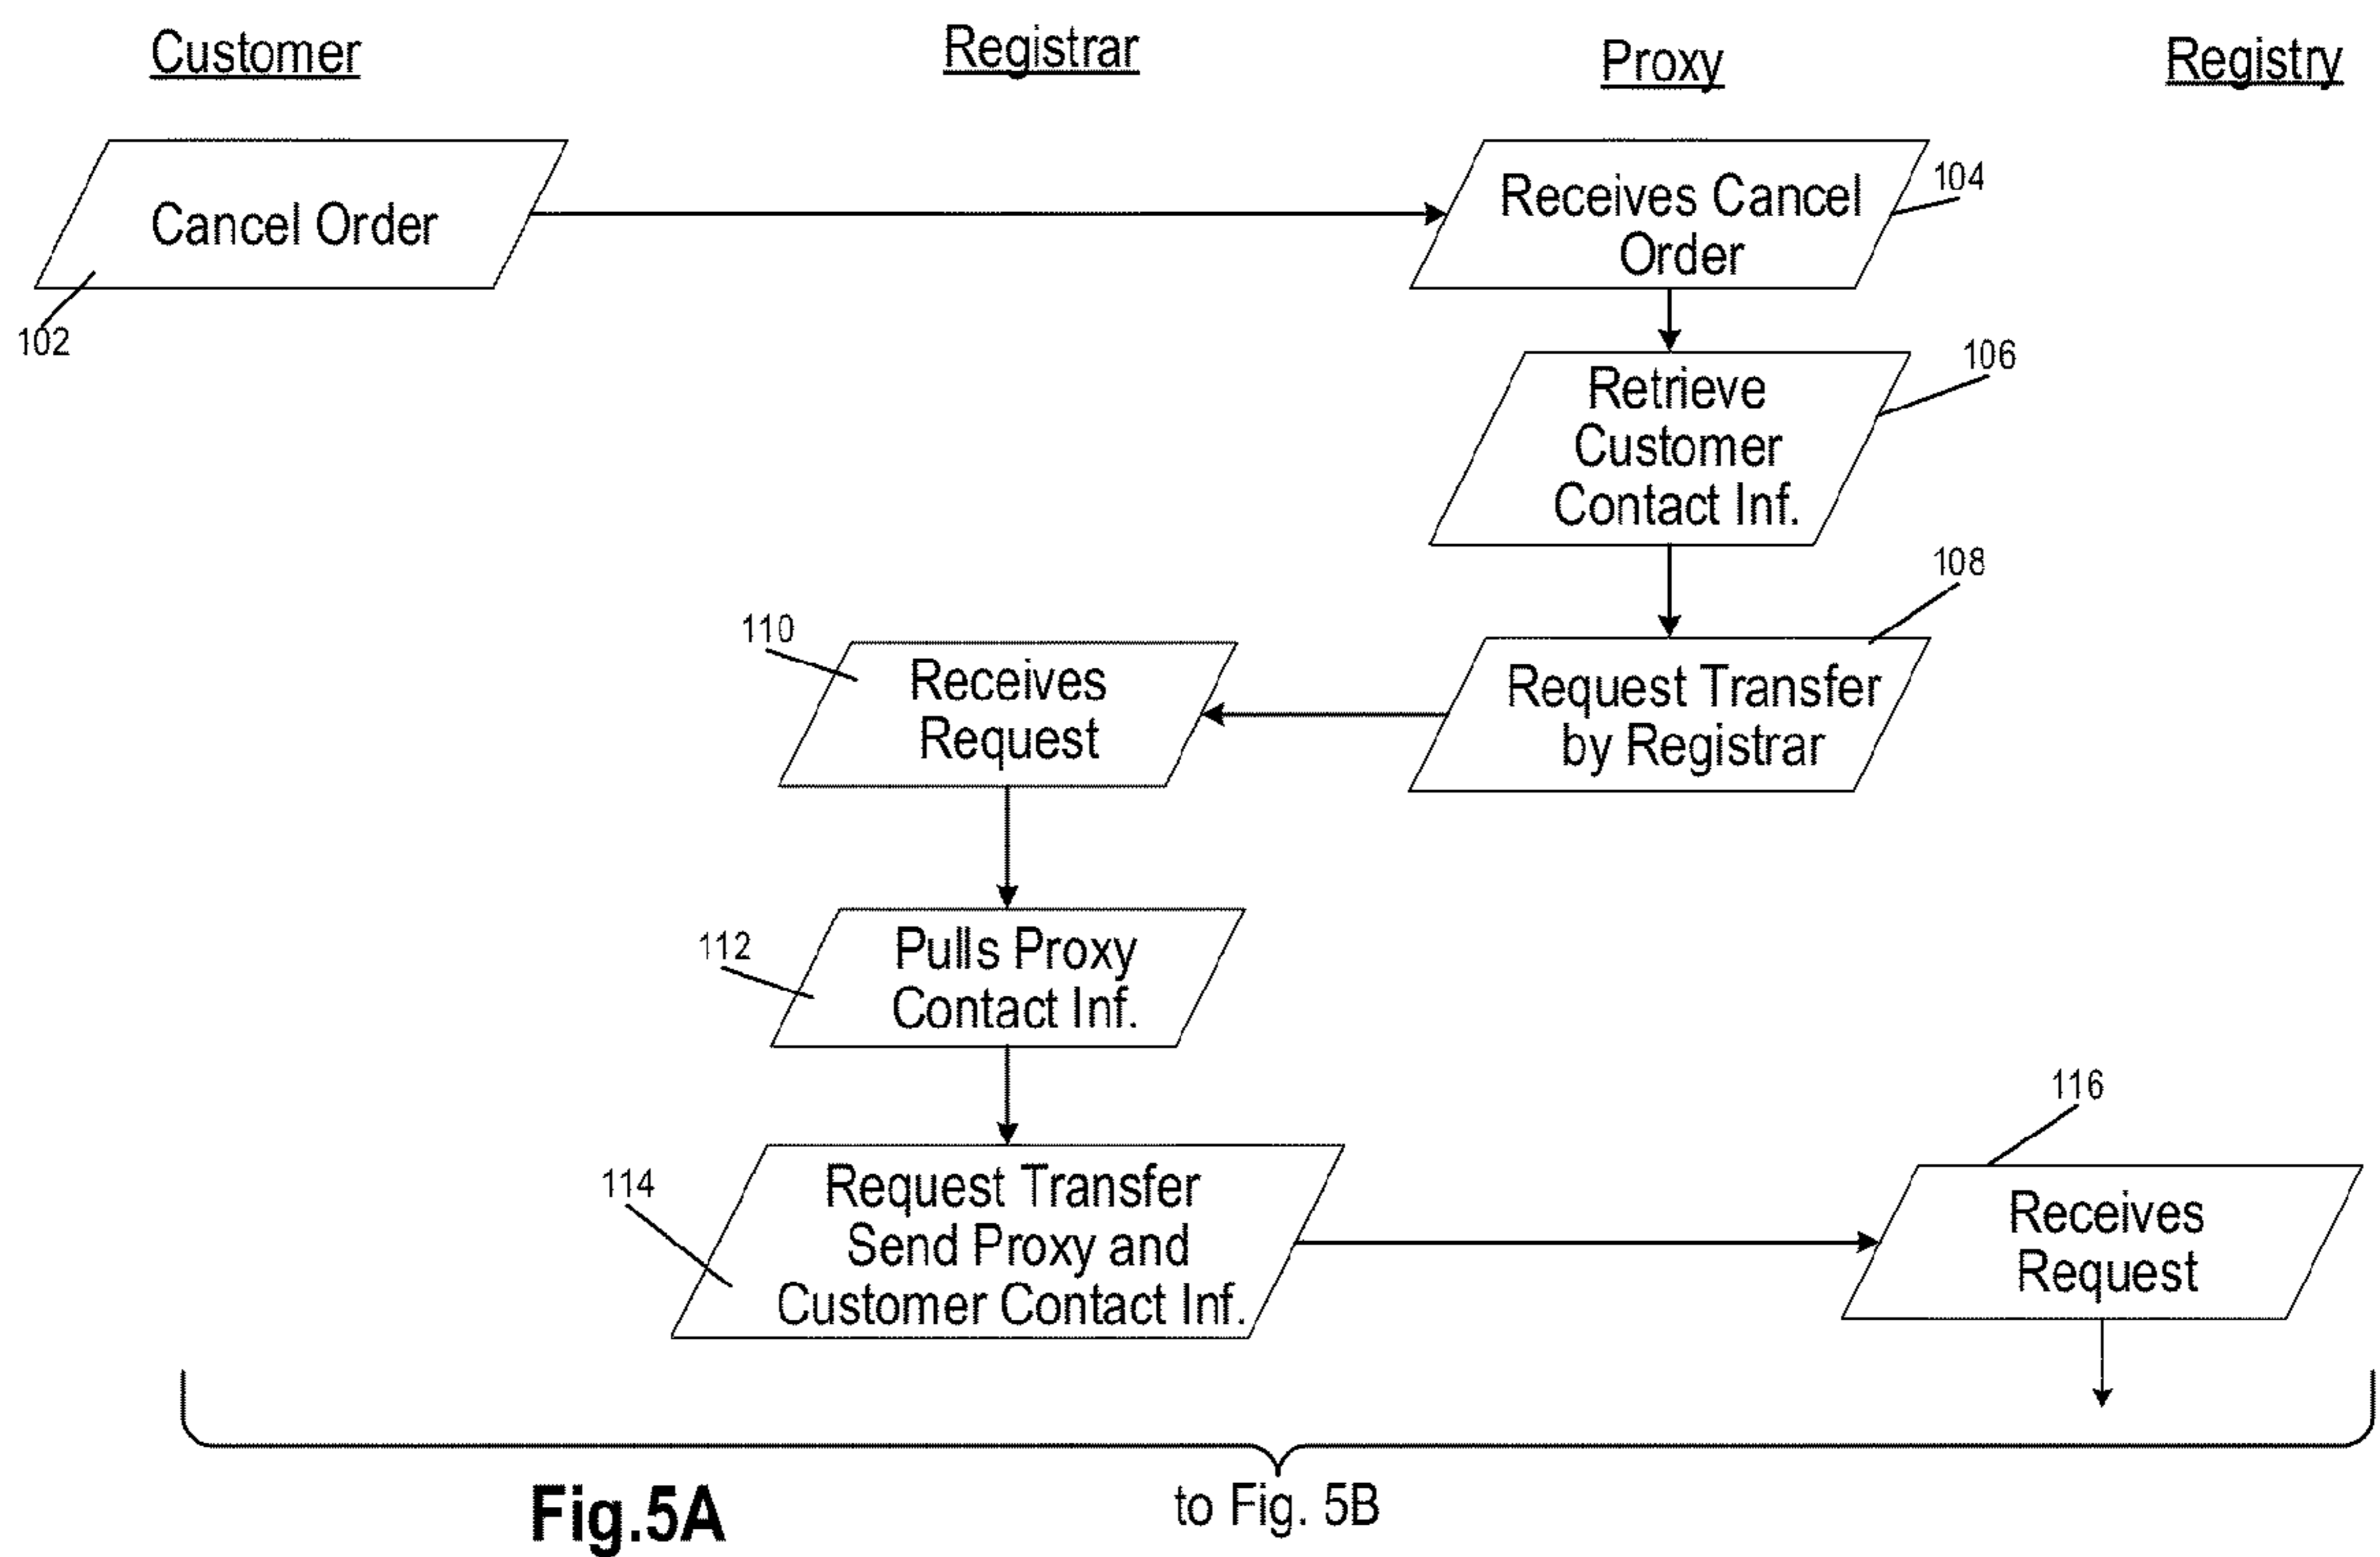 Customer
Registrar
Proxy
Registry
Cancel Order
102
Receives Cancel
Order
104
Retrieve
Customer
Contact Inf.
106
Request Transfer
by Registrar
108
110
Receives
Request
112
Pulls Proxy
Contact Inf.
114
Request Transfer
Send Proxy and
Customer Contact Inf.
116
Receives
Request
Fig.5A
to Fig. 5B